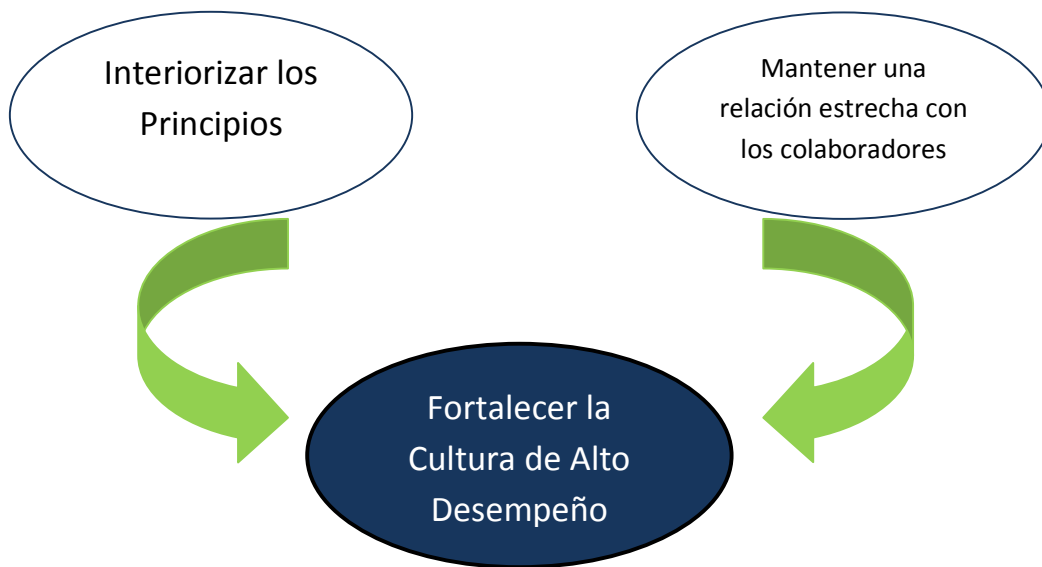 Interiorizar los
Principios
Mantener una
relación estrecha con
los colaboradores
Fortalecer la
Cultura de Alto
Desempeño